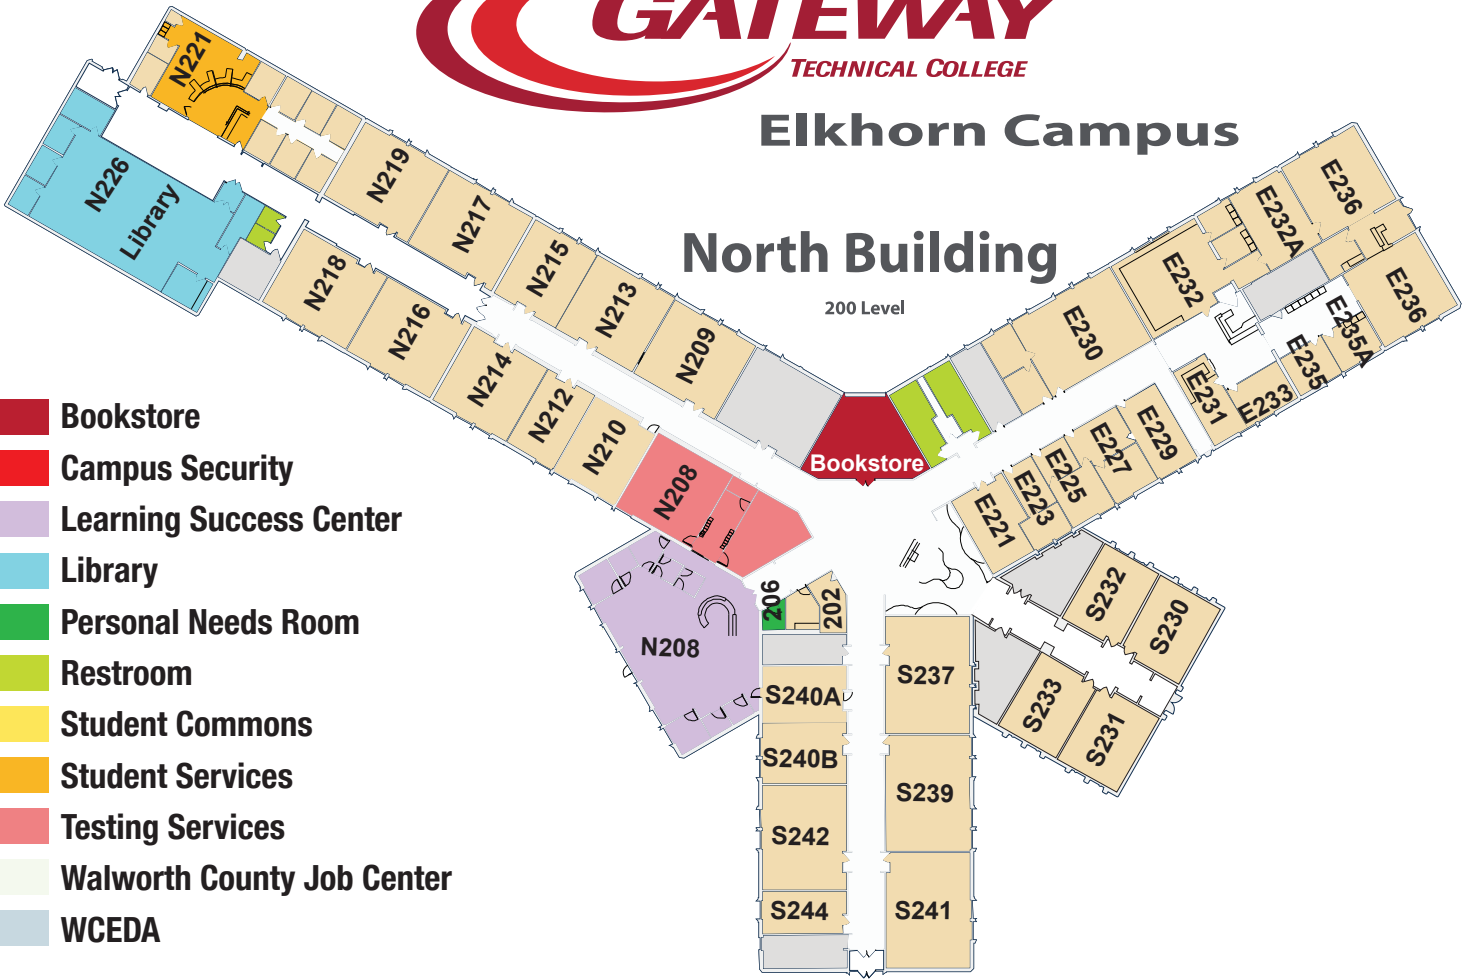 GATEWAY
TECHNICAL COLLEGE
Elkhorn Campus
North Building
200 Level
N221
N226
Library
N219
N217
N215
N213
N209
N218
N216
N214
N212
N210
N208
N208
206
202
Bookstore
E236
E232A
E232
E230
E236
E235A
E235
E233
E231
E229
E227
E225
E223
E221
S232
S230
S233
S231
S237
S239
S241
S240A
S240B
S242
S244
Bookstore
Campus Security
Learning Success Center
Library
Personal Needs Room
Restroom
Student Commons
Student Services
Testing Services
Walworth County Job Center
WCEDA